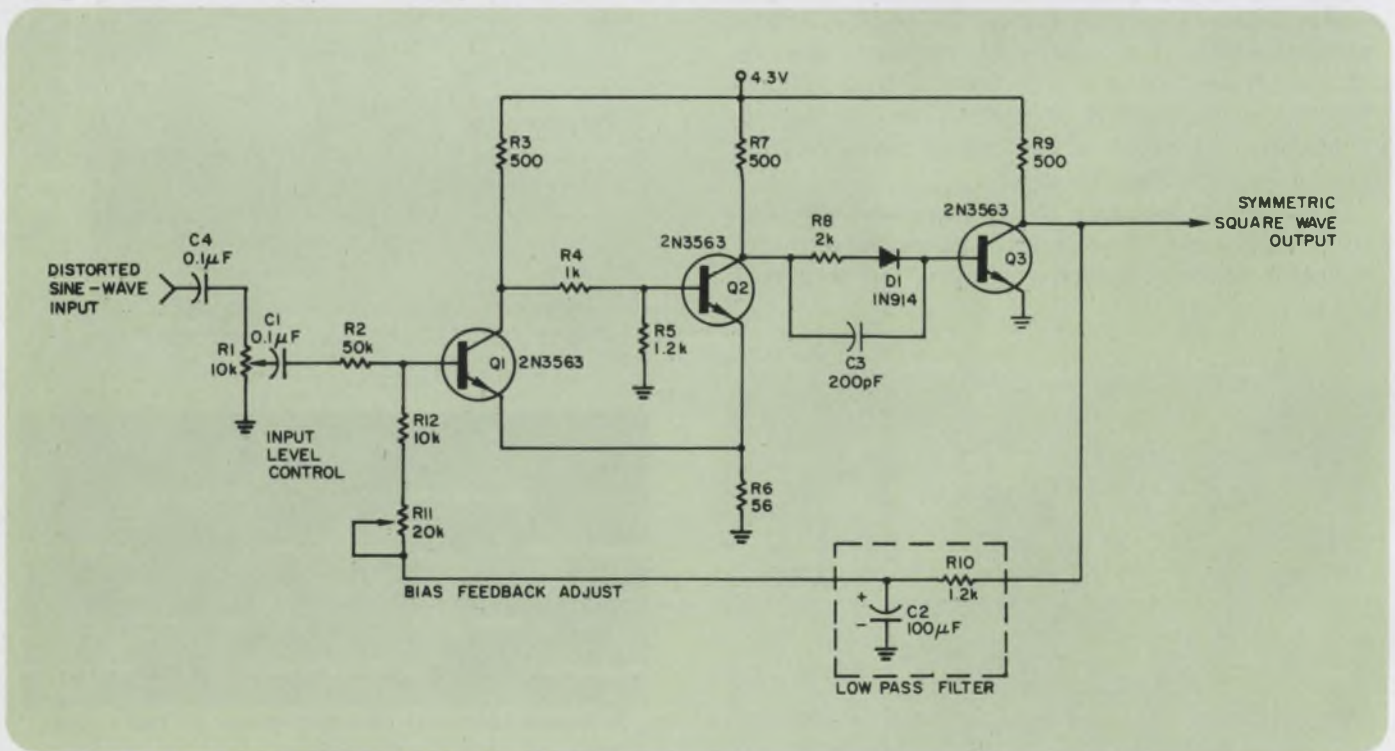 4.3V
R3
500
R7
500
R9
500
SYMMETRIC
SQUARE WAVE
OUTPUT
2N3563
R8
2k
2N3563
C4
0.1μF
DISTORTED
SINE-WAVE
INPUT
R4
1k
Q2
D1
1N914
Q3
C1
0.1μF
R2
50k
R5
1.2k
R1
10k
Q1
2N3563
C3
200pF
R12
10k
INPUT
LEVEL
CONTROL
R6
56
R11
20k
BIAS FEEDBACK ADJUST
R10
1.2k
+
-
C2
100μF
LOW PASS FILTER